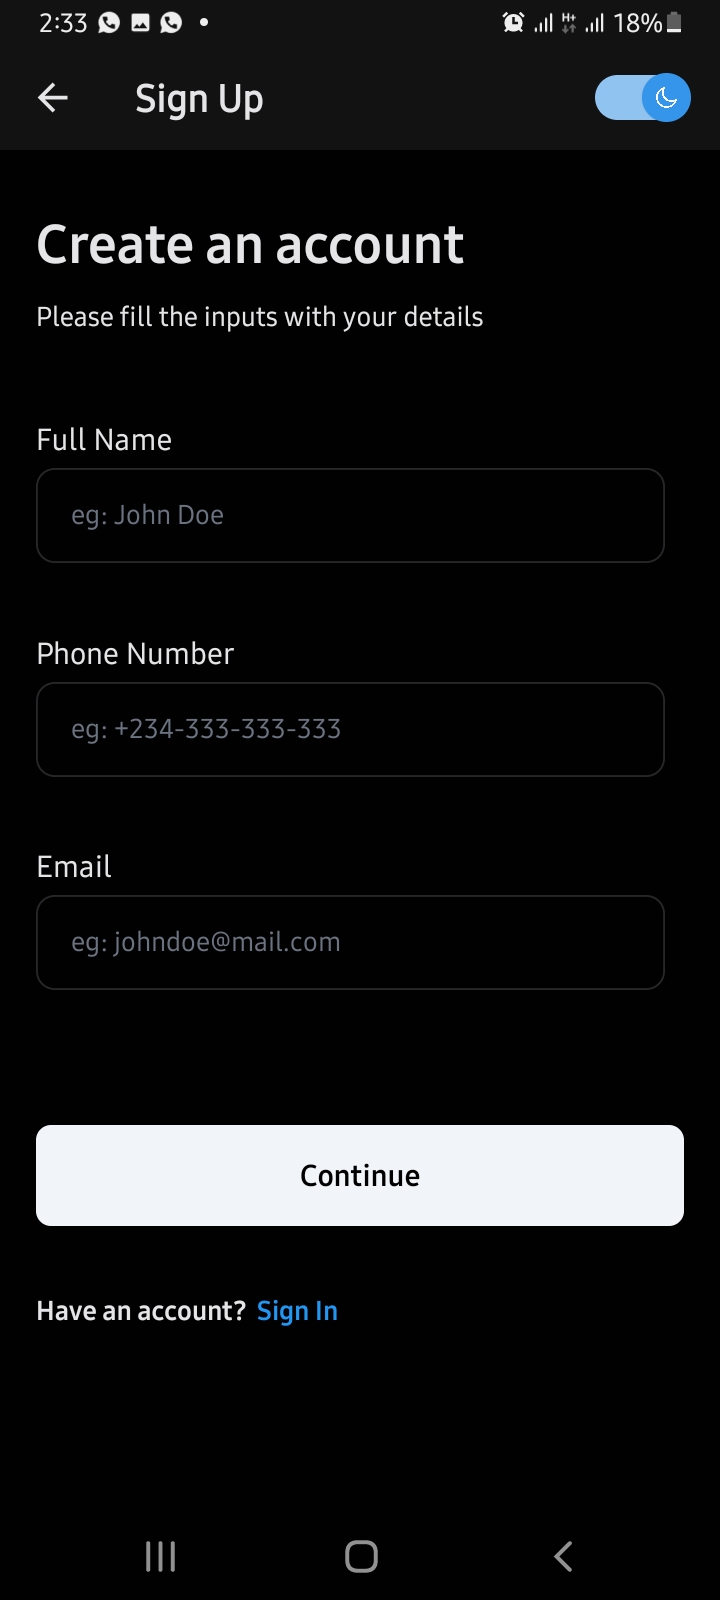 2:33 H+ 18%
Sign Up
Create an account
Please fill the inputs with your details
Full Name
eg: John Doe
Phone Number
eg: +234-333-333-333
Email
eg: johndoe@mail.com
Continue
Have an account? Sign In